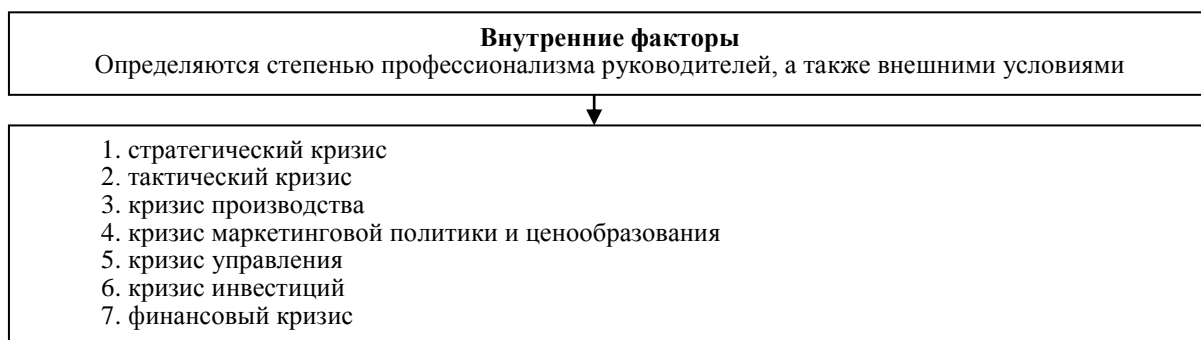 Внутренние факторы
Определяются степенью профессионализма руководителей, а также внешними условиями
1. стратегический кризис
2. тактический кризис
3. кризис производства
4. кризис маркетинговой политики и ценообразования
5. кризис управления
6. кризис инвестиций
7. финансовый кризис